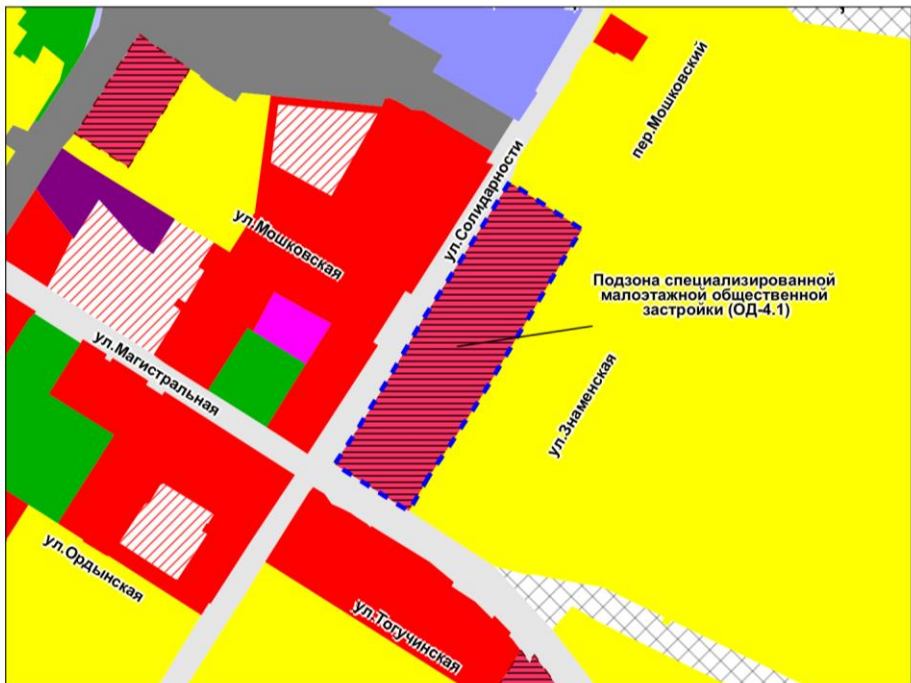 пер.Мошковский
ул.Солидарности
ул.Мошковская
Подзона специализированной
малоэтажной общественной
застройки (ОД-4.1)
ул.Магистральная
ул.Знаменская
ул.Ордынская
ул.Тогучинская